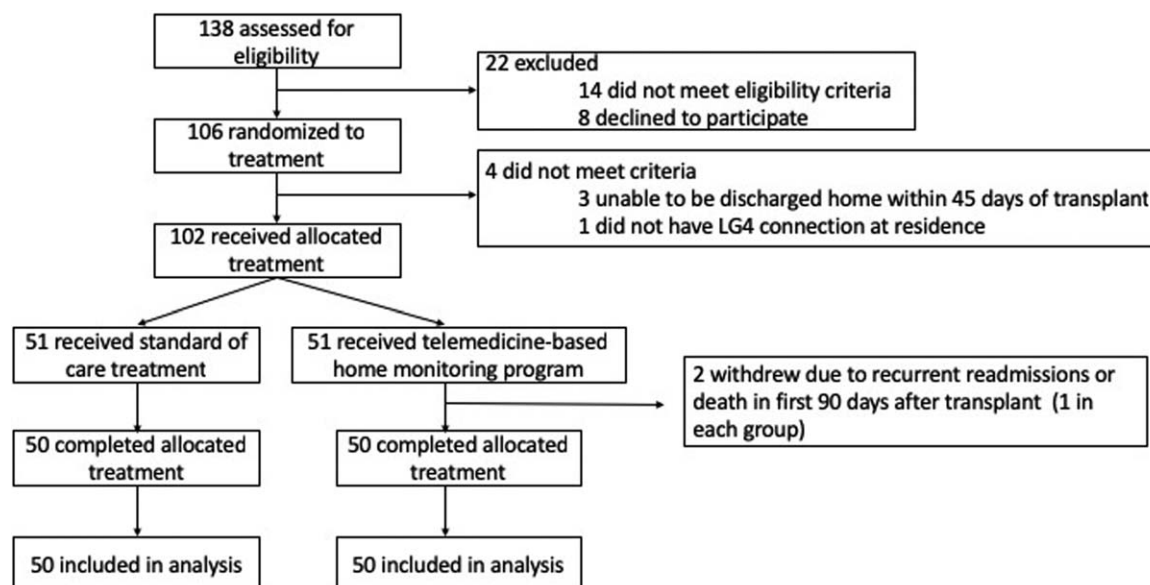 138 assessed for
eligibility
22 excluded
14 did not meet eligibility criteria
8 declined to participate
106 randomized to
treatment
4 did not meet criteria
3 unable to be discharged home within 45 days of transplant
1 did not have LG4 connection at residence
102 received allocated
treatment
51 received standard of
care treatment
51 received telemedicine-based
home monitoring program
2 withdrew due to recurrent readmissions or
death in first 90 days after transplant (1 in
each group)
50 completed allocated
treatment
50 completed allocated
treatment
50 included in analysis
50 included in analysis